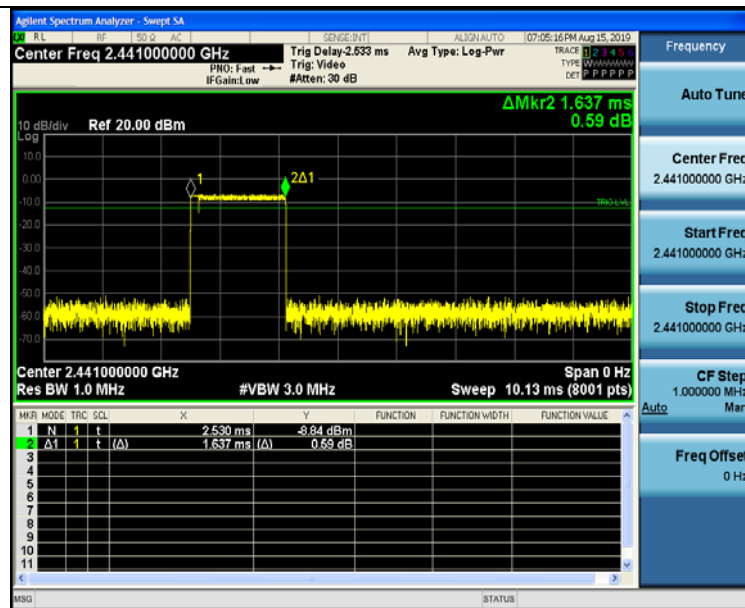 Agilent Spectrum Analyzer - Swept SA
RL RF 50 Ω AC SENSE:INT ALIGN AUTO 07:05:16 PM Aug 15, 2019
Center Freq 2.441000000 GHz
PNO: Fast
IFGain:Low
Trig Delay-2.533 ms
Trig: Video
#Atten: 30 dB
Avg Type: Log-Pwr
TRACE 1 2 3 4 5 6
TYPE WWWWWW
DET P P P P P P
ΔMkr2 1.637 ms
0.59 dB
10 dB/div Ref 20.00 dBm
Log
10.0
0.00
-10.0
-20.0
-30.0
-40.0
-50.0
-60.0
-70.0
1
2Δ1
TRIG LVL
Center 2.441000000 GHz Span 0 Hz
Res BW 1.0 MHz #VBW 3.0 MHz Sweep 10.13 ms (8001 pts)
MKR MODE TRC SCL X Y FUNCTION FUNCTION WIDTH FUNCTION VALUE
1 N 1 t 2.530 ms -8.84 dBm
2 Δ1 1 t (Δ) 1.637 ms (Δ) 0.59 dB
3
4
5
6
7
8
9
10
11
MSG STATUS
Frequency
Auto Tune
Center Freq
2.441000000 GHz
Start Freq
2.441000000 GHz
Stop Freq
2.441000000 GHz
CF Step
1.000000 MHz
Auto Man
Freq Offset
0 Hz